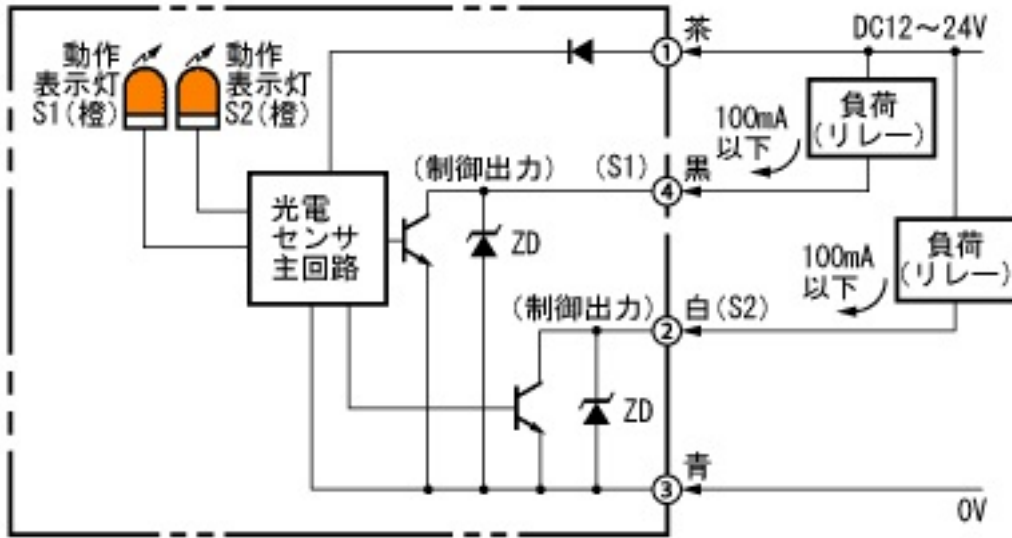 動作
表示灯
S1(橙)
動作
表示灯
S2(橙)
① 茶
DC12～24V
負荷
(リレー)
100mA
以下
(制御出力) (S1) ④ 黒
光電
センサ
主回路
ZD
負荷
(リレー)
100mA
以下
(制御出力) ② 白(S2)
ZD
③ 青
0V